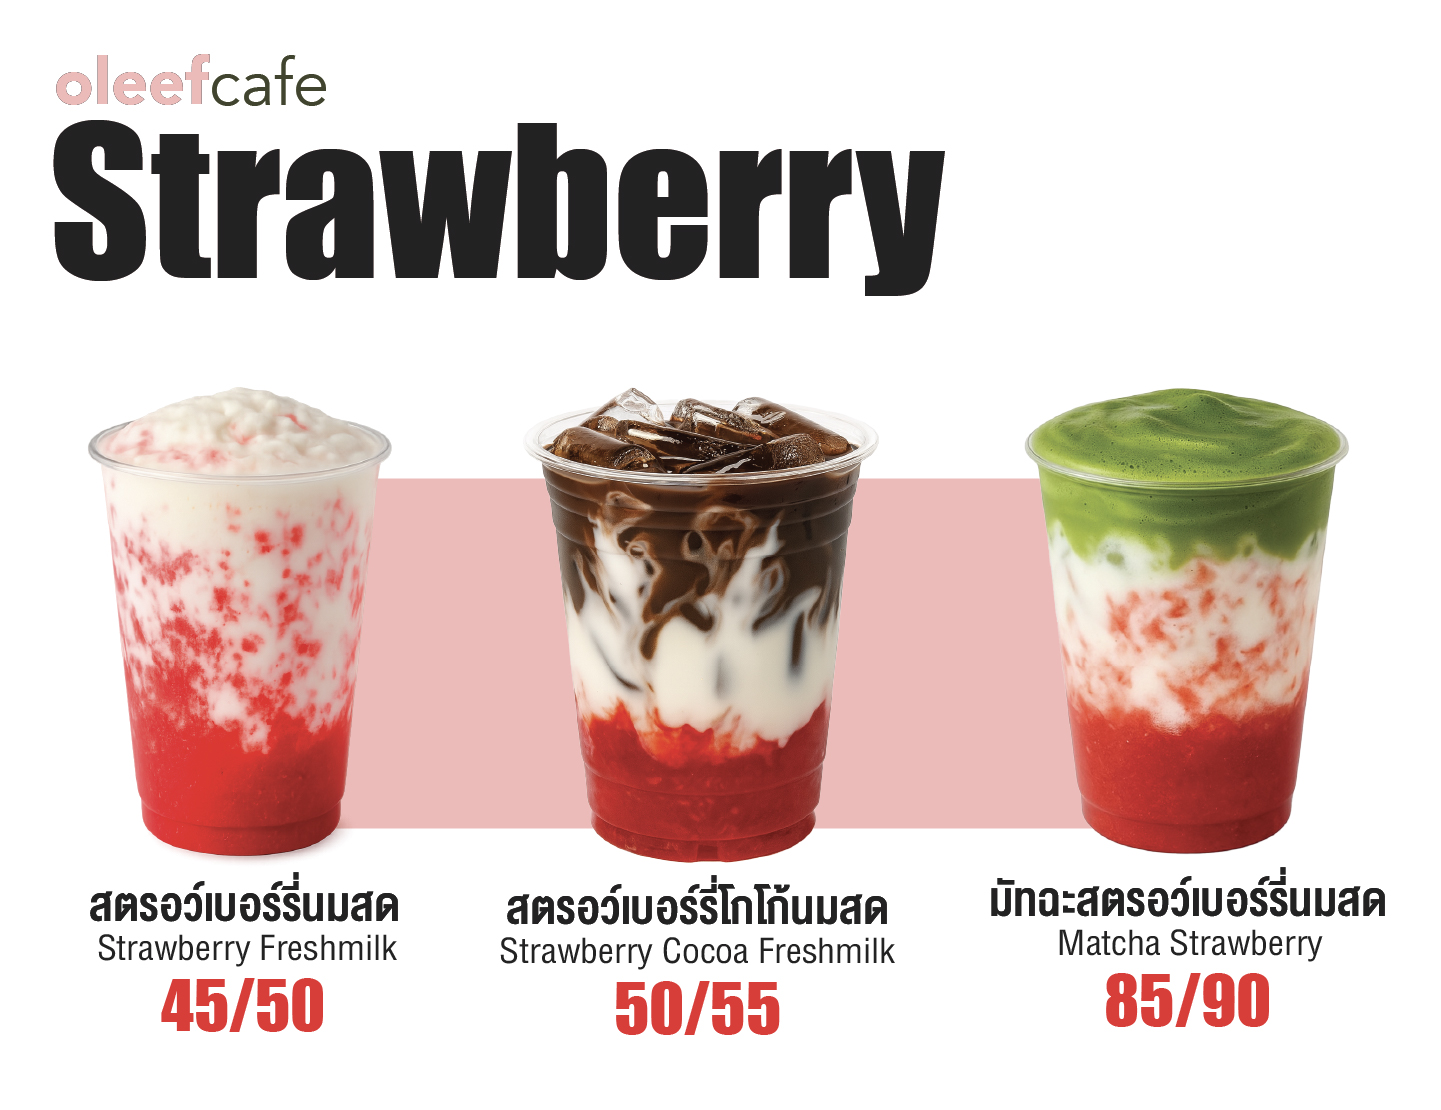 oleefcafe
Strawberry
สตรอว์เบอร์รี่นมสด
Strawberry Freshmilk
45/50
สตรอว์เบอร์รี่โกโก้นมสด
Strawberry Cocoa Freshmilk
50/55
มัทฉะสตรอว์เบอร์รี่นมสด
Matcha Strawberry
85/90